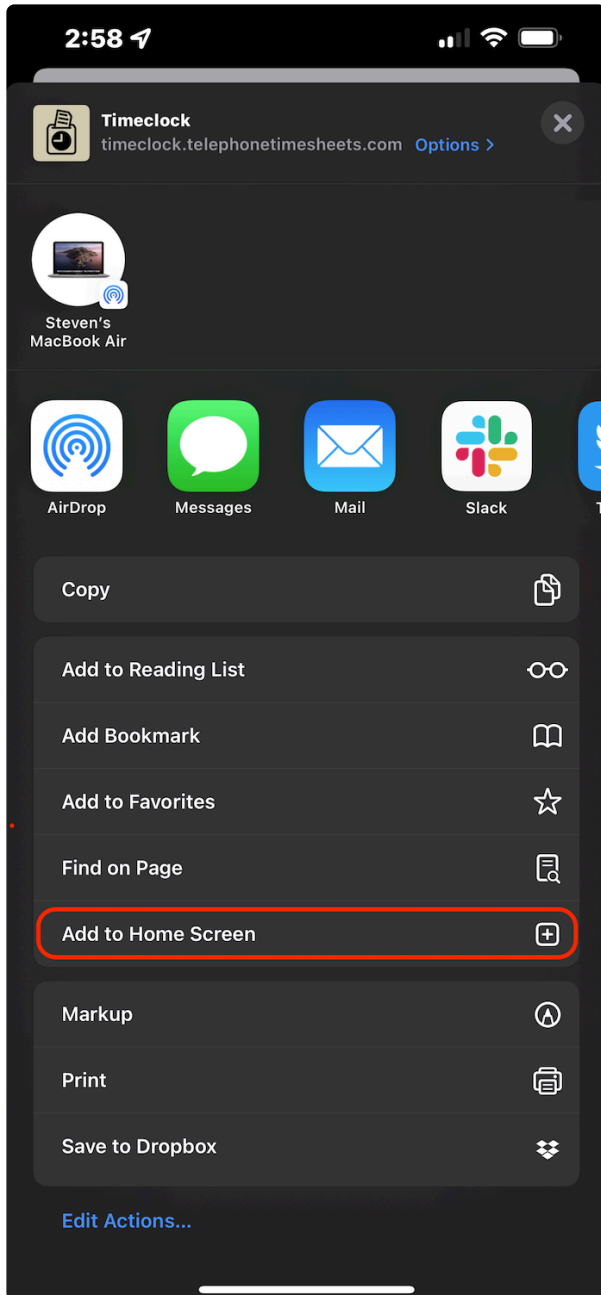 2:58
Timeclock
timeclock.telephonetimesheets.com Options >
Steven's
MacBook Air
AirDrop Messages Mail Slack
Copy
Add to Reading List
Add Bookmark
Add to Favorites
Find on Page
Add to Home Screen
Markup
Print
Save to Dropbox
Edit Actions...